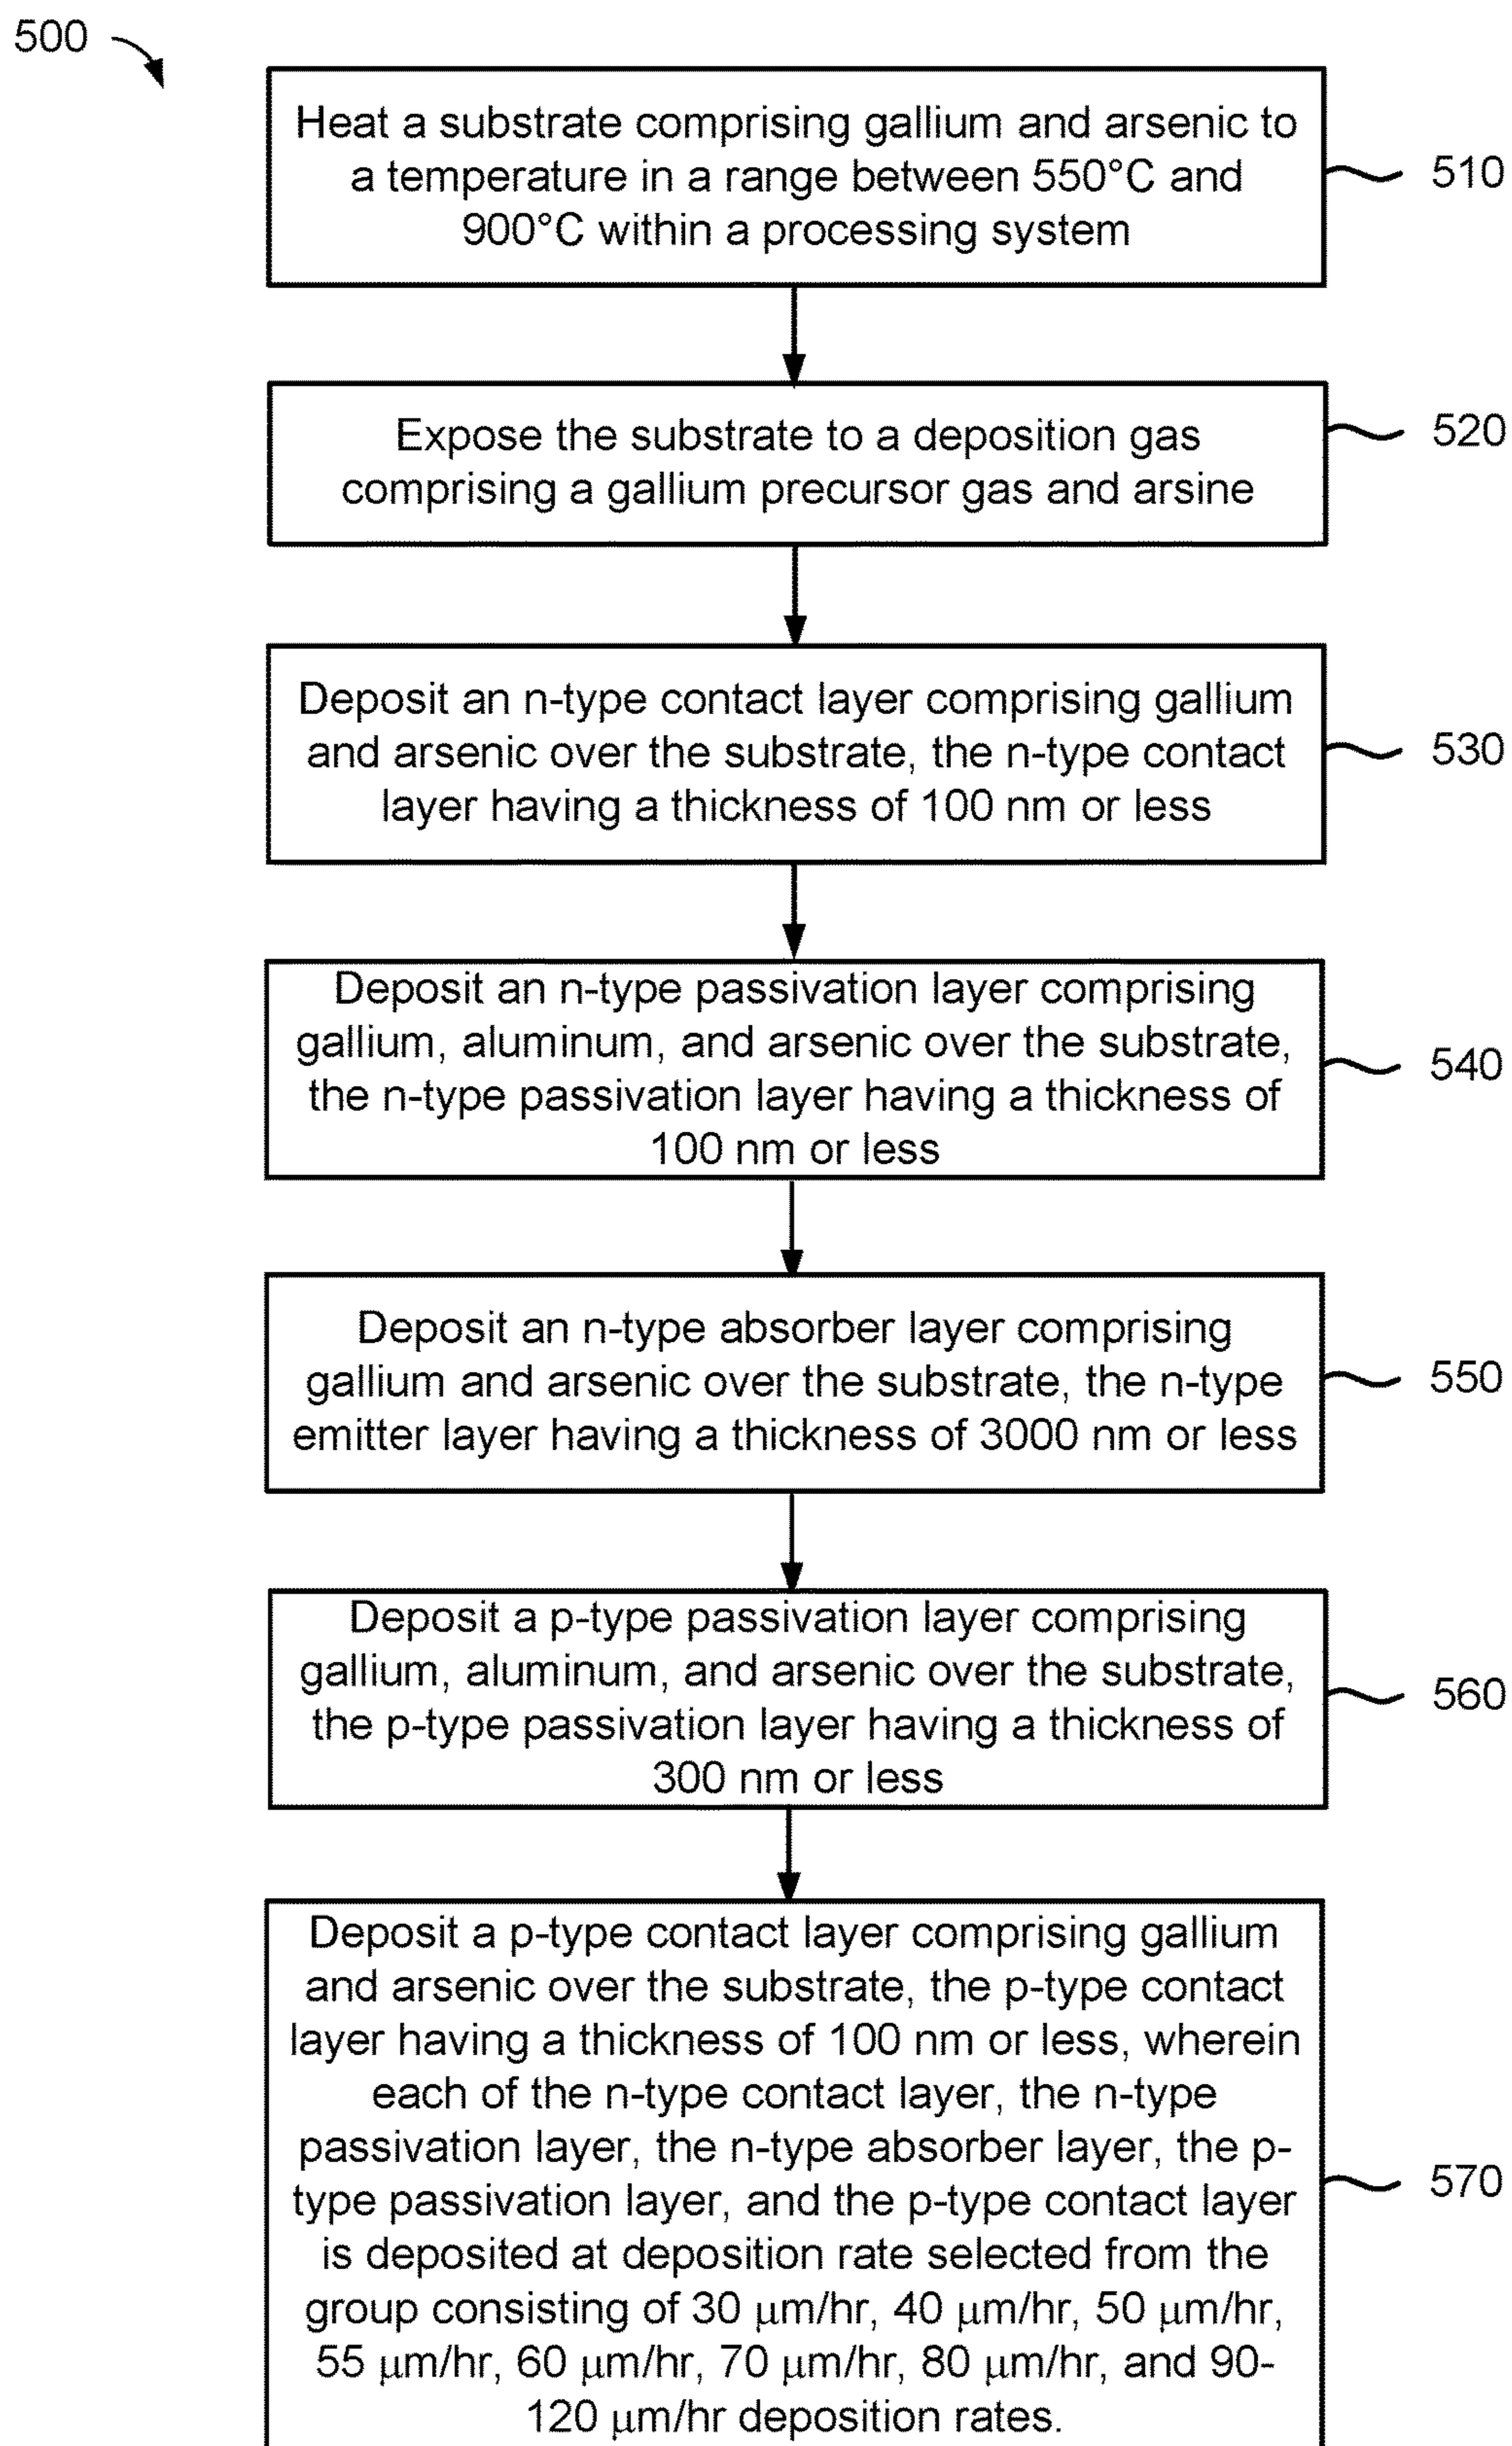 500
Heat a substrate comprising gallium and arsenic to
a temperature in a range between 550°C and
900°C within a processing system
510
Expose the substrate to a deposition gas
comprising a gallium precursor gas and arsine
520
Deposit an n-type contact layer comprising gallium
and arsenic over the substrate, the n-type contact
layer having a thickness of 100 nm or less
530
Deposit an n-type passivation layer comprising
gallium, aluminum, and arsenic over the substrate,
the n-type passivation layer having a thickness of
100 nm or less
540
Deposit an n-type absorber layer comprising
gallium and arsenic over the substrate, the n-type
emitter layer having a thickness of 3000 nm or less
550
Deposit a p-type passivation layer comprising
gallium, aluminum, and arsenic over the substrate,
the p-type passivation layer having a thickness of
300 nm or less
560
Deposit a p-type contact layer comprising gallium
and arsenic over the substrate, the p-type contact
layer having a thickness of 100 nm or less, wherein
each of the n-type contact layer, the n-type
passivation layer, the n-type absorber layer, the p-
type passivation layer, and the p-type contact layer
is deposited at deposition rate selected from the
group consisting of 30 μm/hr, 40 μm/hr, 50 μm/hr,
55 μm/hr, 60 μm/hr, 70 μm/hr, 80 μm/hr, and 90-
120 μm/hr deposition rates.
570